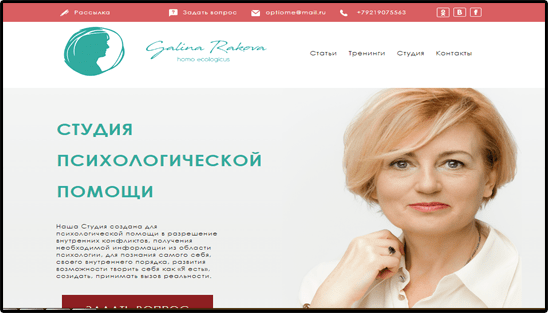 Рассылка Задать вопрос optiome@mail.ru +79219075563
Galina Rakova
homo ecologicus
Статьи Тренинги Студия Контакты
СТУДИЯ
ПСИХОЛОГИЧЕСКОЙ
ПОМОЩИ
Наша Студия создана для
психологической помощи в разрешение
внутренних конфликтов, получения
необходимой информации из области
психологии, для познания самого себя,
своего внутреннего порядка, развития
возможности творить себя как «Я есть»,
созидать, принимать вызов реальности.
ЗАДАТЬ ВОПРОС